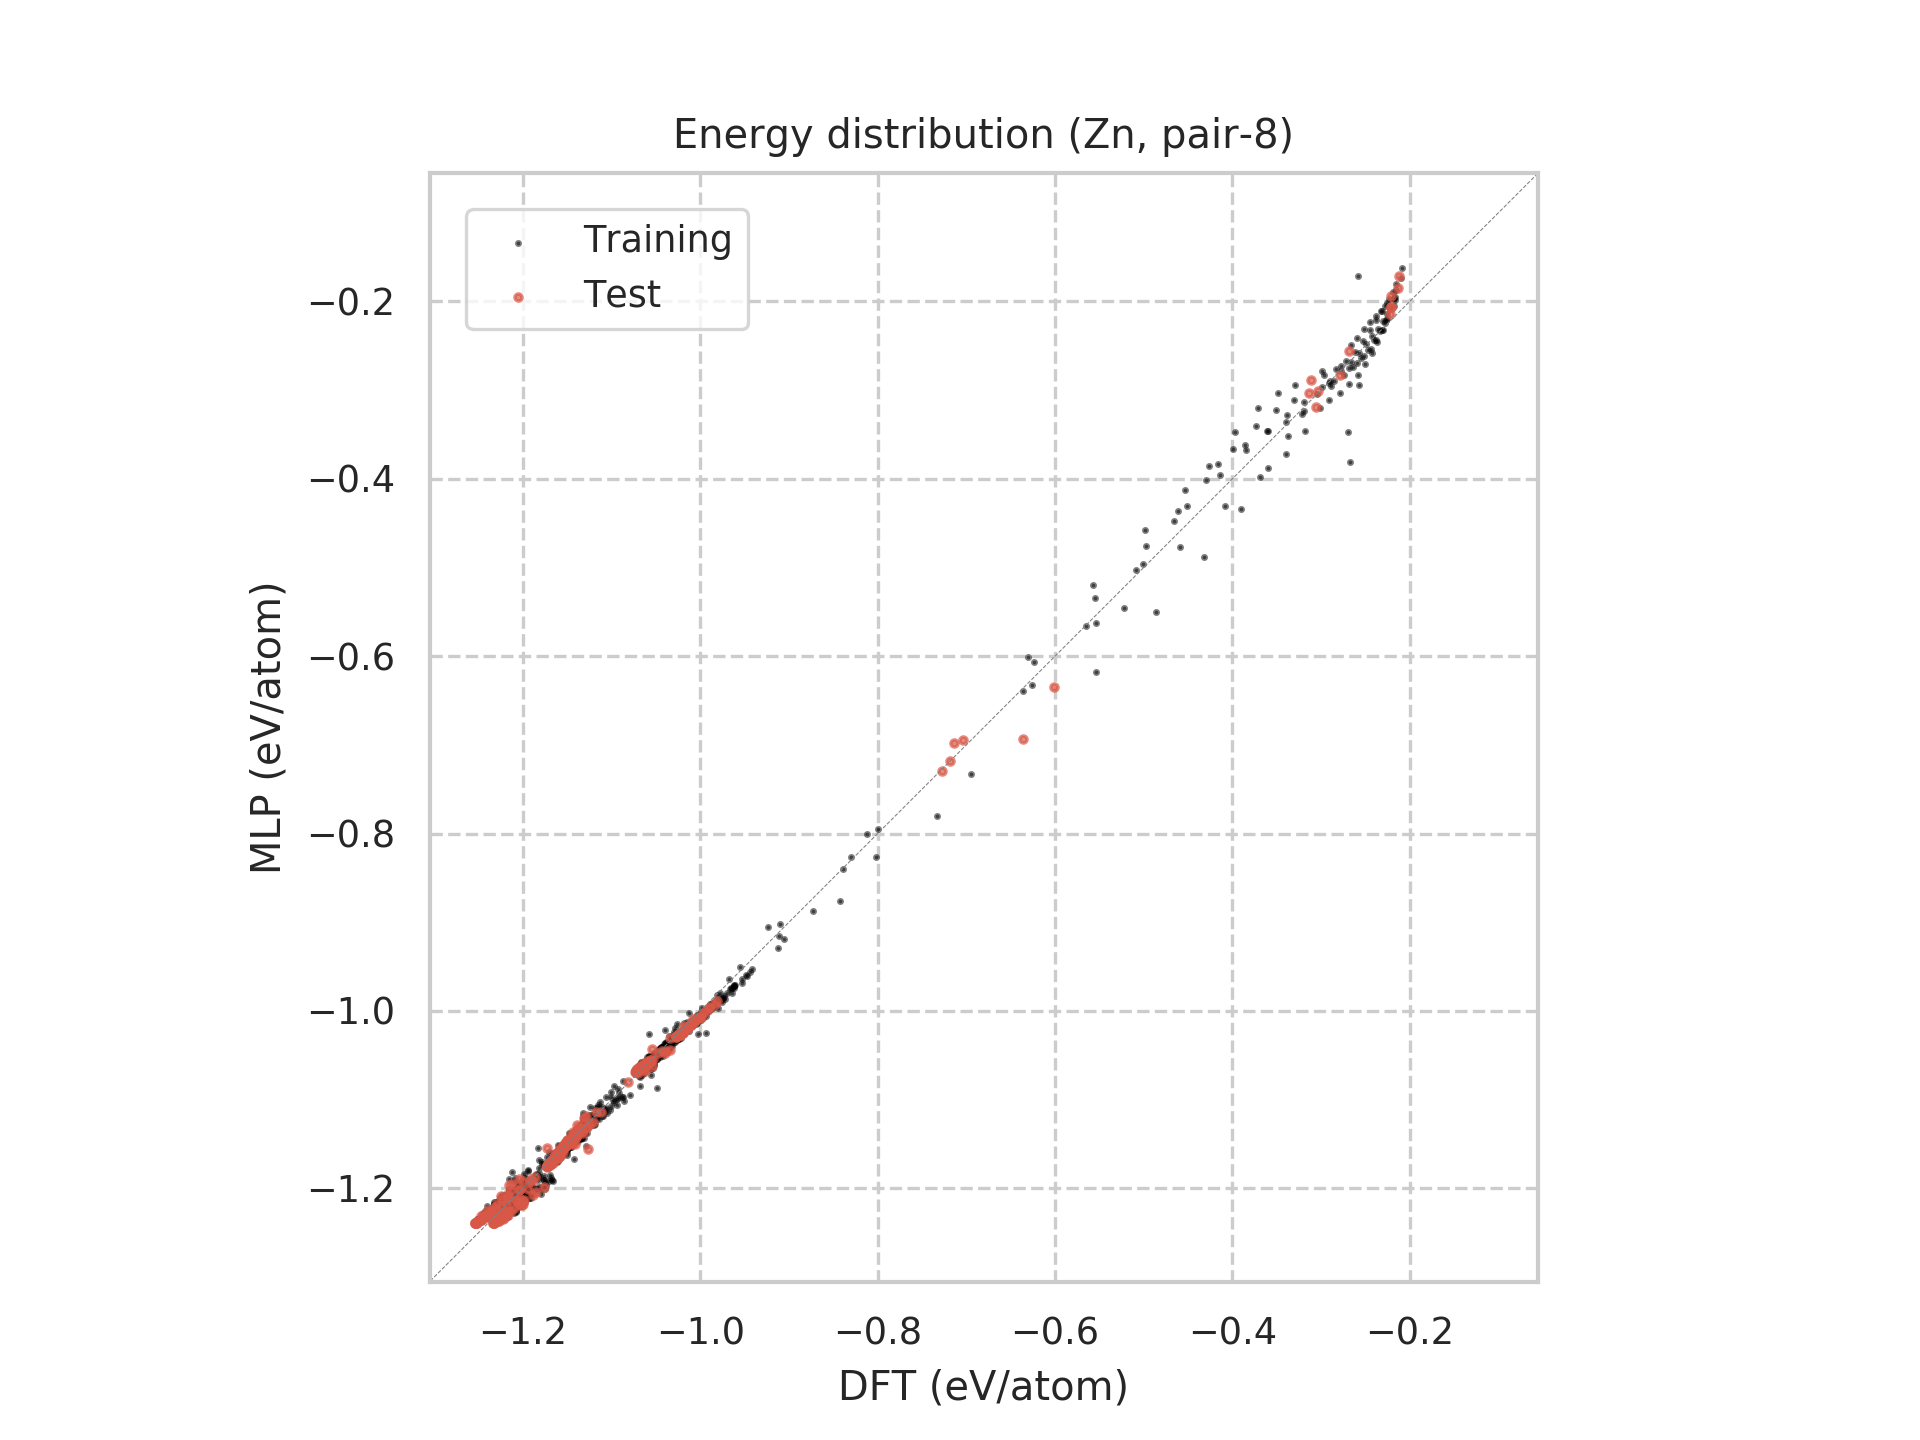 Energy distribution (Zn, pair-8)
Training
Test
−0.2
−0.4
−0.6
−0.8
−1.0
−1.2
MLP (eV/atom)
−1.2 −1.0 −0.8 −0.6 −0.4 −0.2
DFT (eV/atom)